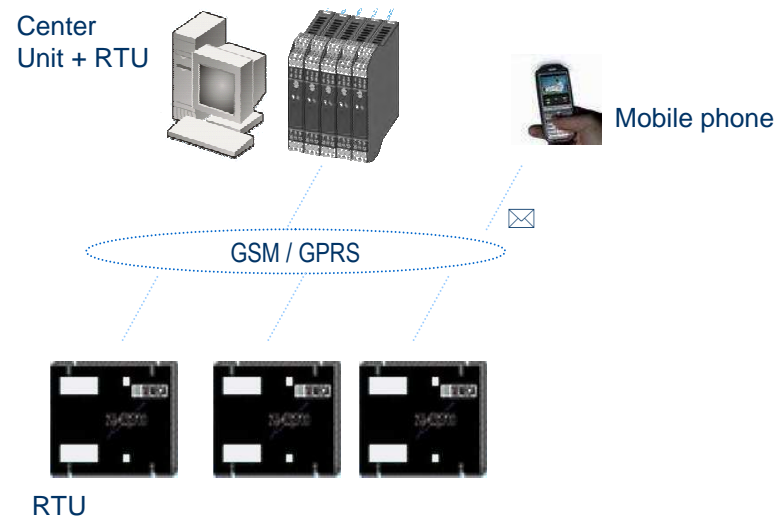 Center
Unit + RTU
Mobile phone
GSM / GPRS
RTU